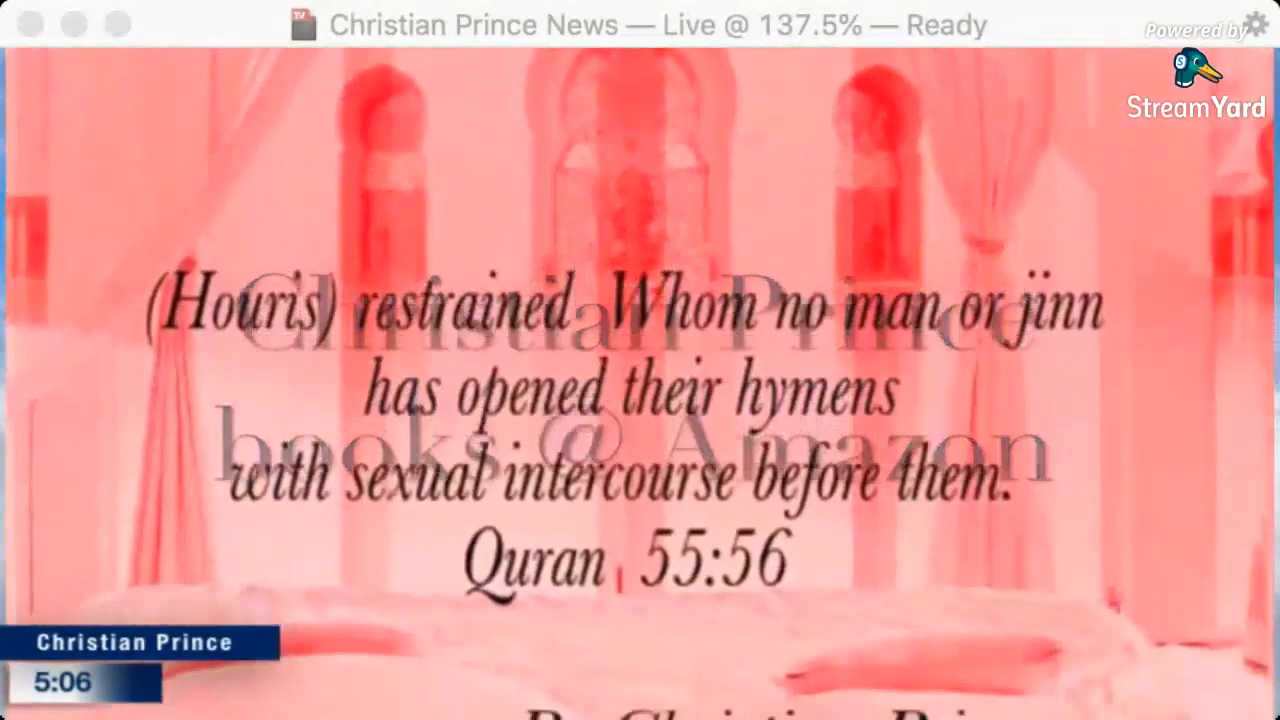 Christian Prince News — Live @ 137.5% — Ready
Powered by
StreamYard
(Houris) restrained Whom no man or jinn
has opened their hymens
with sexual intercourse before them.
Quran 55:56
Christian Prince
books @ Amazon
Christian Prince
5:06